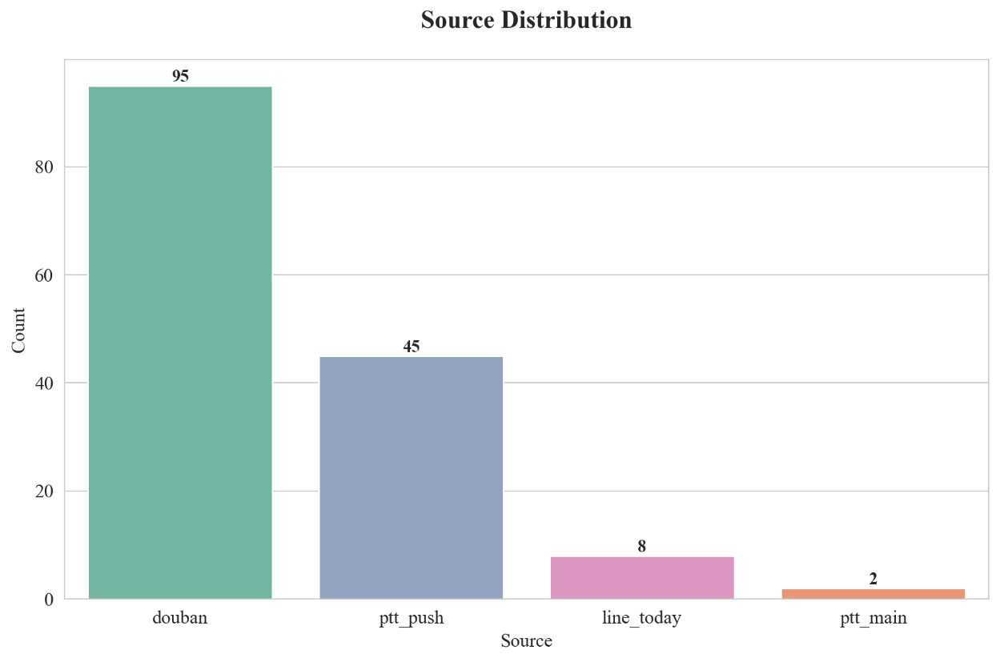 Source Distribution
95
45
8
2
80
60
40
20
0
Count
douban
ptt_push
line_today
ptt_main
Source